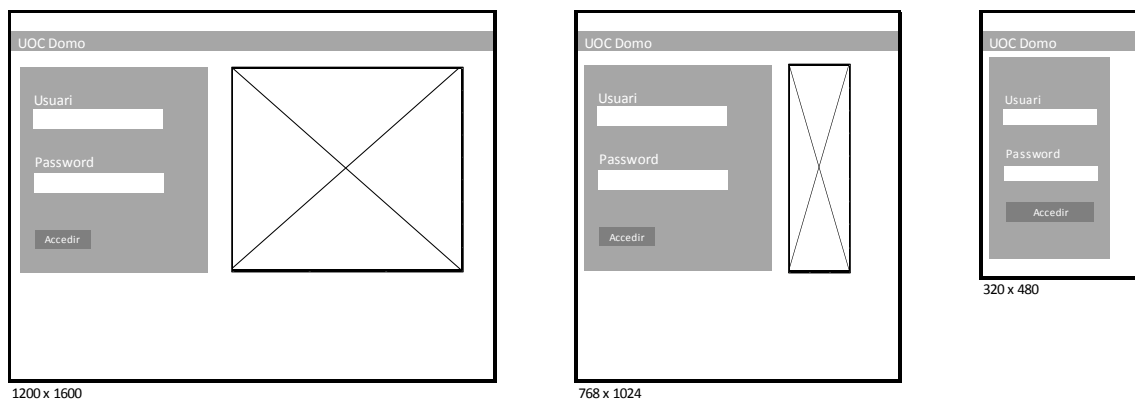 UOC Domo
Usuari
Password
Accedir
1200 x 1600
UOC Domo
Usuari
Password
Accedir
768 x 1024
UOC Domo
Usuari
Password
Accedir
320 x 480